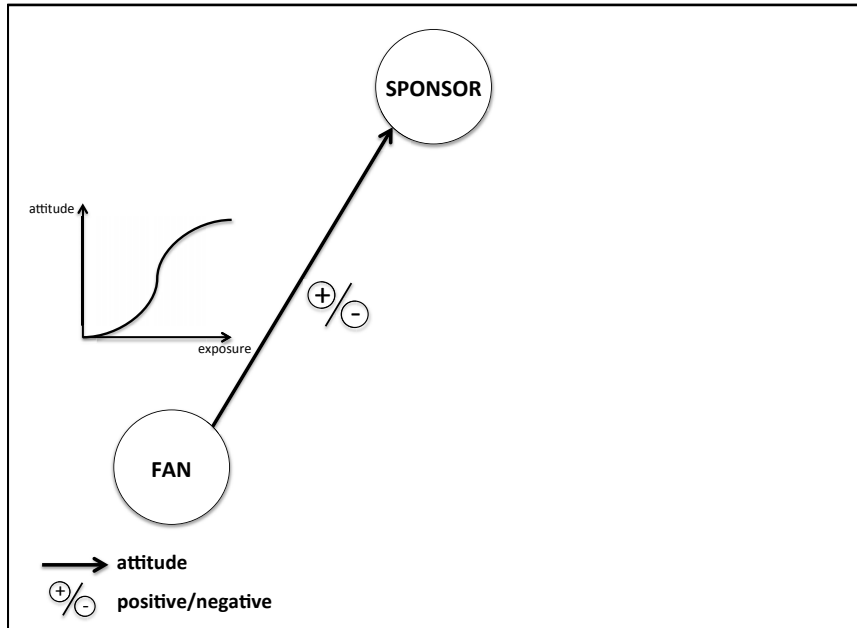 SPONSOR
attitude
+/-
exposure
FAN
attitude
+/- positive/negative